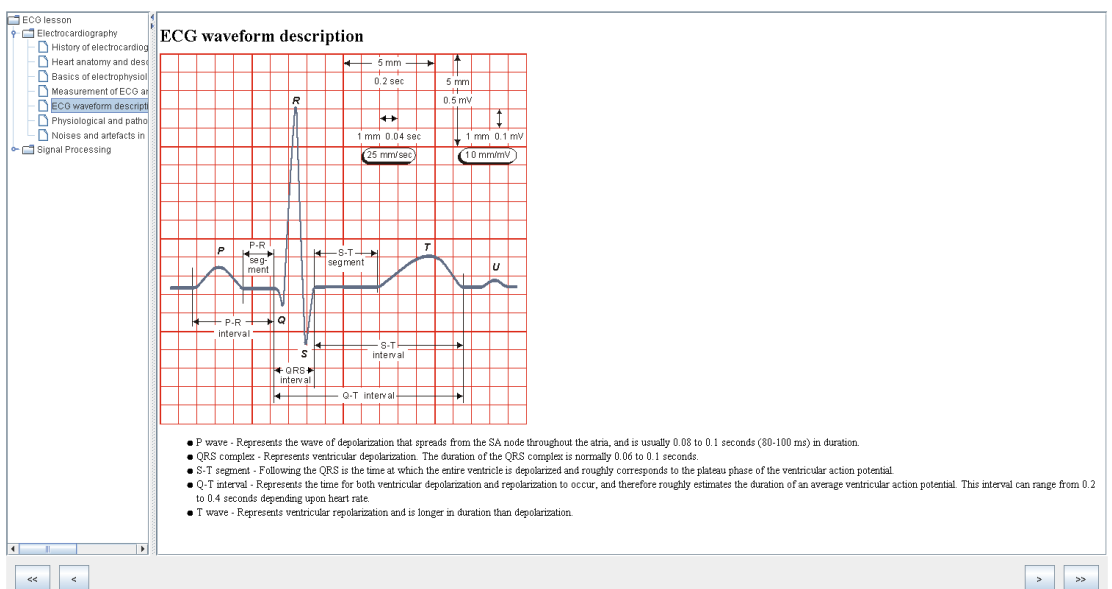 ECG lesson
Electrocardiography
History of electrocardiog
Heart anatomy and desc
Basics of electrophysiol
Measurement of ECG ar
ECG waveform descripti
Physiological and patho
Noises and artefacts in
Signal Processing
ECG waveform description
5 mm
0.2 sec
5 mm
0.5 mV
1 mm 0.04 sec
1 mm 0.1 mV
25 mm/sec
10 mm/mV
R
P
P-R
seg-
ment
S-T
segment
T
U
Q
P-R
interval
S
S-T
interval
QRS
interval
Q-T interval
● P wave - Represents the wave of depolarization that spreads from the SA node throughout the atria, and is usually 0.08 to 0.1 seconds (80-100 ms) in duration.
● QRS complex - Represents ventricular depolarization. The duration of the QRS complex is normally 0.06 to 0.1 seconds.
● S-T segment - Following the QRS is the time at which the entire ventricle is depolarized and roughly corresponds to the plateau phase of the ventricular action potential.
● Q-T interval - Represents the time for both ventricular depolarization and repolarization to occur, and therefore roughly estimates the duration of an average ventricular action potential. This interval can range from 0.2
to 0.4 seconds depending upon heart rate.
● T wave - Represents ventricular repolarization and is longer in duration than depolarization.
<< < > >>